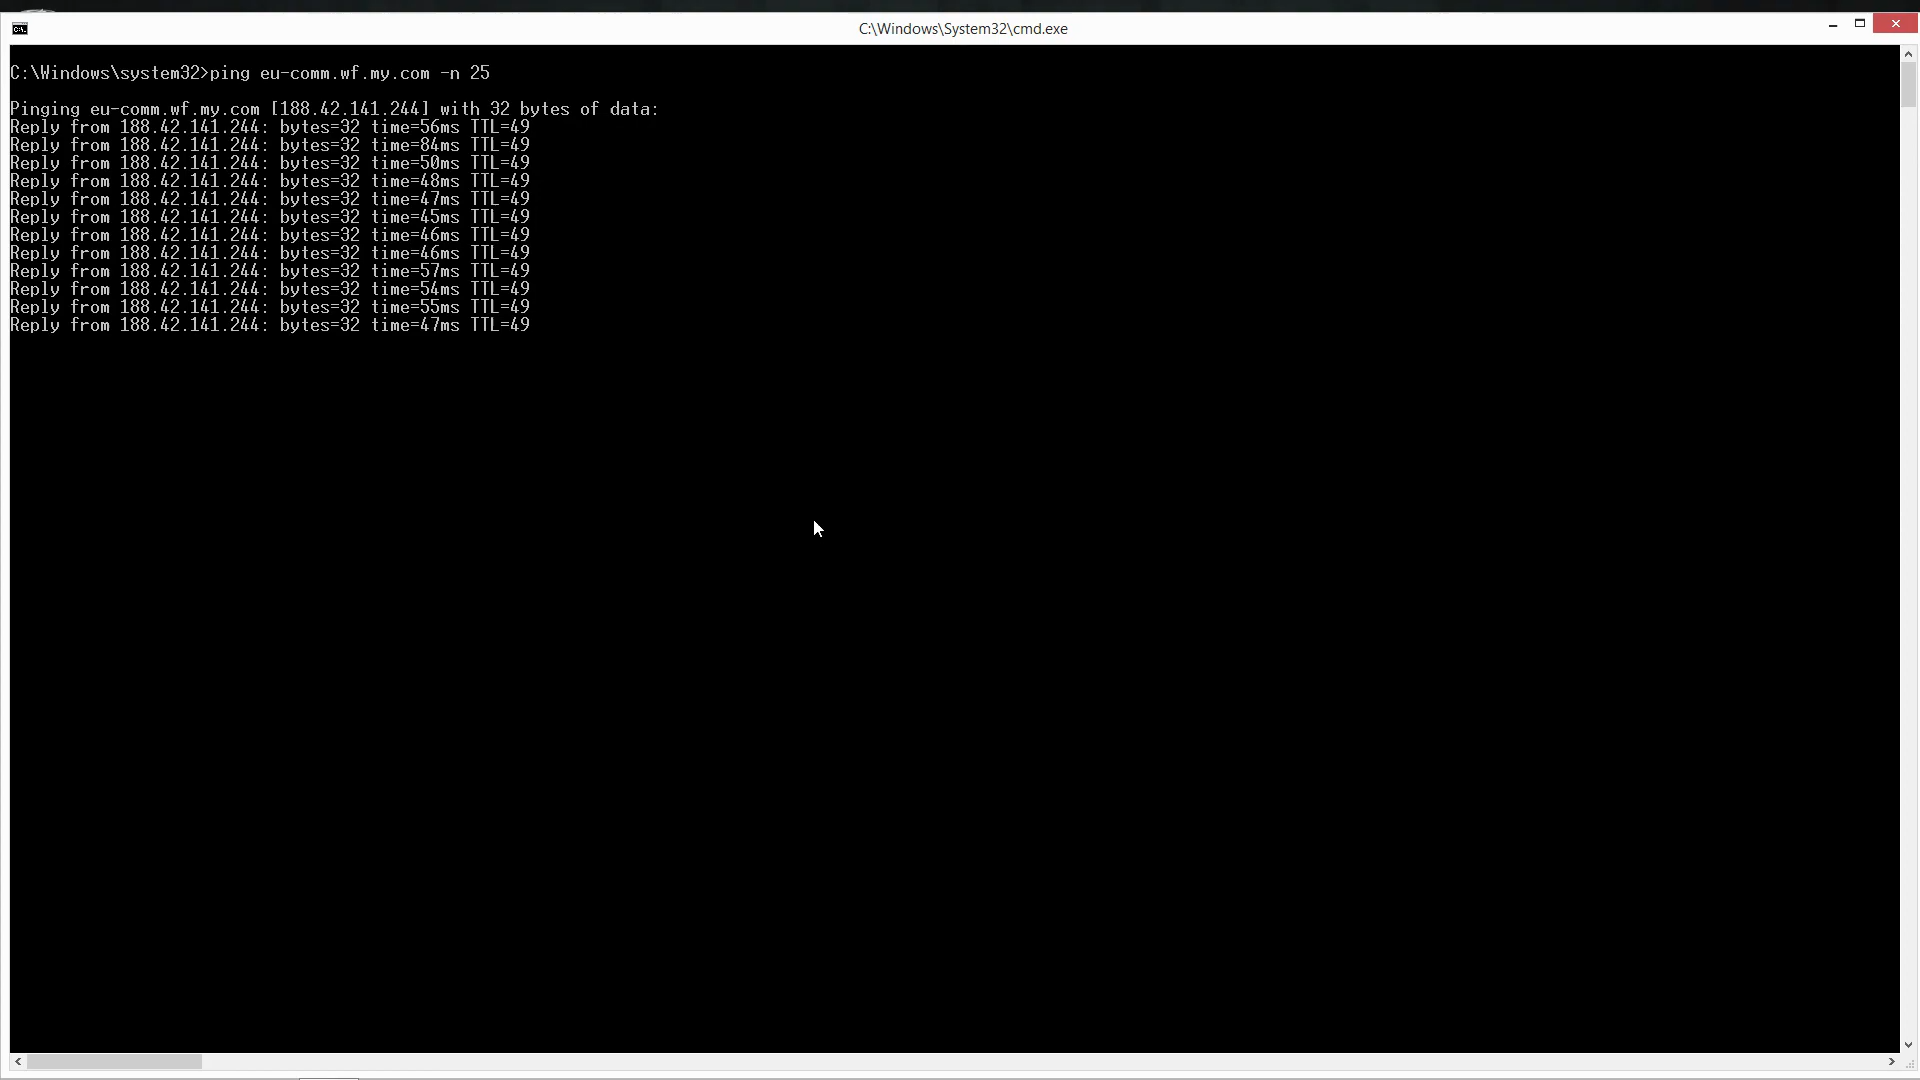 C:\Windows\System32\cmd.exe
C:\Windows\system32>ping eu-comm.wf.my.com -n 25
Pinging eu-comm.wf.my.com [188.42.141.244] with 32 bytes of data:
Reply from 188.42.141.244: bytes=32 time=56ms TTL=49
Reply from 188.42.141.244: bytes=32 time=84ms TTL=49
Reply from 188.42.141.244: bytes=32 time=50ms TTL=49
Reply from 188.42.141.244: bytes=32 time=48ms TTL=49
Reply from 188.42.141.244: bytes=32 time=47ms TTL=49
Reply from 188.42.141.244: bytes=32 time=45ms TTL=49
Reply from 188.42.141.244: bytes=32 time=46ms TTL=49
Reply from 188.42.141.244: bytes=32 time=46ms TTL=49
Reply from 188.42.141.244: bytes=32 time=57ms TTL=49
Reply from 188.42.141.244: bytes=32 time=54ms TTL=49
Reply from 188.42.141.244: bytes=32 time=55ms TTL=49
Reply from 188.42.141.244: bytes=32 time=47ms TTL=49